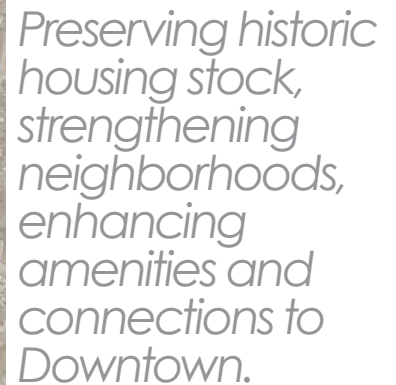 Preserving historic
housing stock,
strengthening
neighborhoods,
enhancing
amenities and
connections to
Downtown.